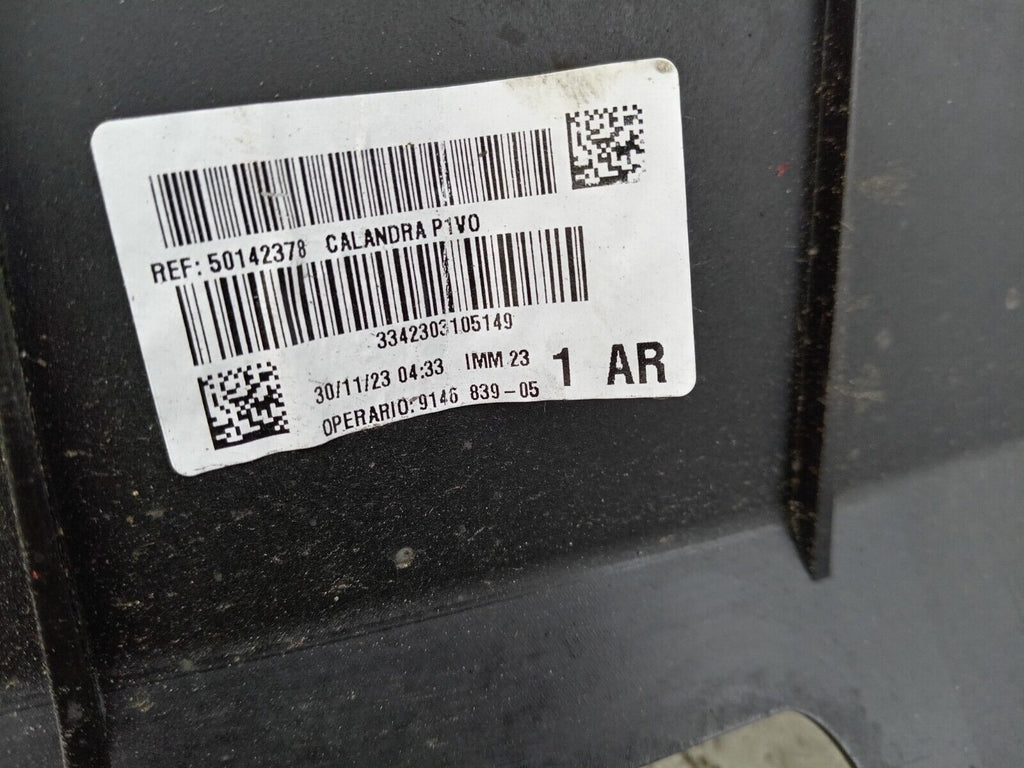 REF: 50142378 CALANDRA P1VO
3342303105149
30/11/23 04:33 IMM 23 1 AR
OPERARIO: 9146 839-05